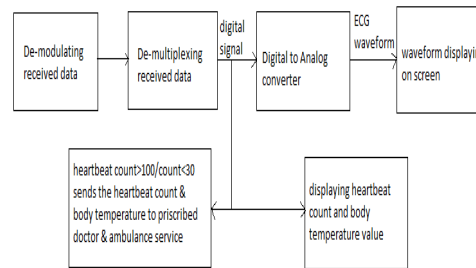 De-modulating
received data
De-multiplexing
received data
digital
signal
Digital to Analog
converter
ECG
waveform
waveform displaying
on screen
heartbeat count>100/count<30
sends the heartbeat count &
body temperature to priscribed
doctor & ambulance service
displaying heartbeat
count and body
temperature value